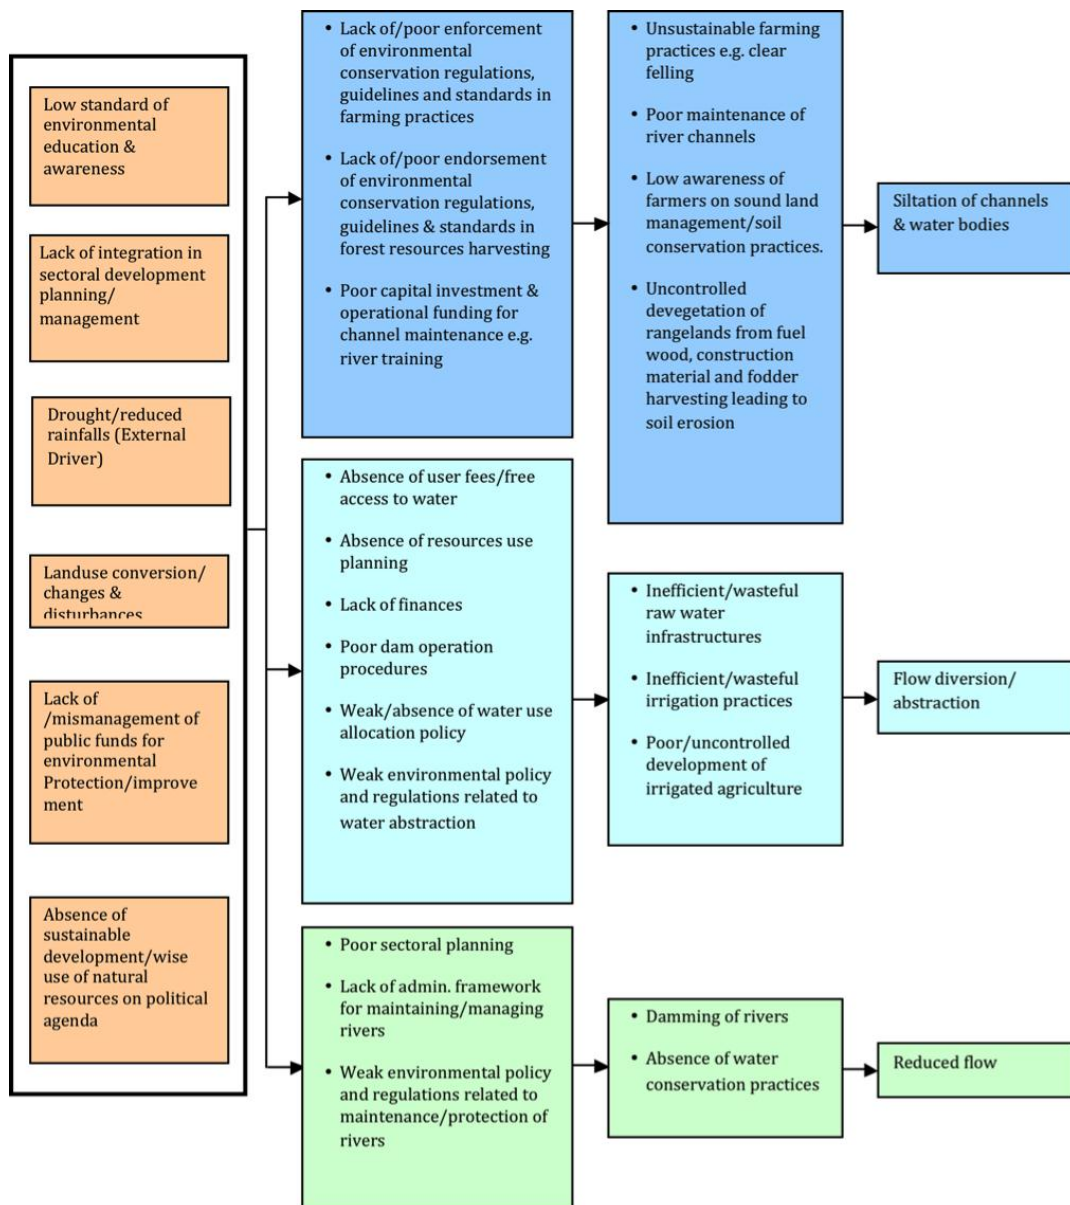 Low standard of
environmental
education &
awareness
Lack of integration in
sectoral development
planning/
management
Drought/reduced
rainfalls (External
Driver)
Landuse conversion/
changes &
disturbances
Lack of
/mismanagement of
public funds for
environmental
Protection/improve
ment
Absence of
sustainable
development/wise
use of natural
resources on political
agenda
• Lack of/poor enforcement
of environmental
conservation regulations,
guidelines and standards in
farming practices
• Lack of/poor endorsement
of environmental
conservation regulations,
guidelines & standards in
forest resources harvesting
• Poor capital investment &
operational funding for
channel maintenance e.g.
river training
• Unsustainable farming
practices e.g. clear
felling
• Poor maintenance of
river channels
• Low awareness of
farmers on sound land
management/soil
conservation practices.
• Uncontrolled
devegetation of
rangelands from fuel
wood, construction
material and fodder
harvesting leading to
soil erosion
Siltation of channels
& water bodies
• Absence of user fees/free
access to water
• Absence of resources use
planning
• Lack of finances
• Poor dam operation
procedures
• Weak/absence of water use
allocation policy
• Weak environmental policy
and regulations related to
water abstraction
• Inefficient/wasteful
raw water
infrastructures
• Inefficient/wasteful
irrigation practices
• Poor/uncontrolled
development of
irrigated agriculture
Flow diversion/
abstraction
• Poor sectoral planning
• Lack of admin. framework
for maintaining/managing
rivers
• Weak environmental policy
and regulations related to
maintenance/protection of
rivers
• Damming of rivers
• Absence of water
conservation practices
Reduced flow